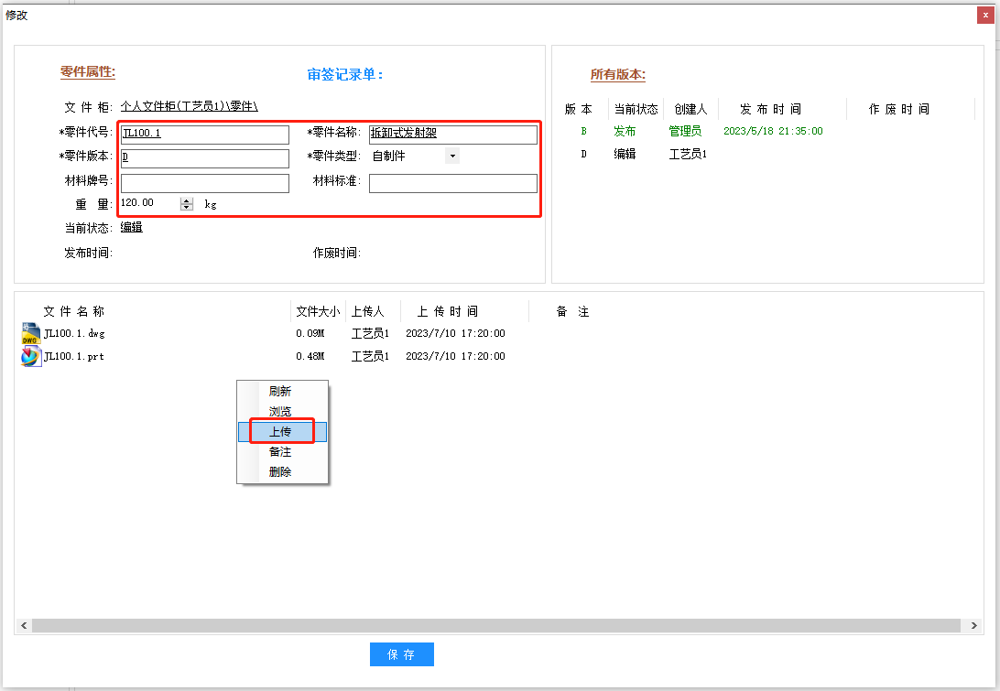 修改
x
零件属性:
审签记录单:
文 件 柜: 个人文件柜(工艺员1)\零件\
*零件代号: JL100.1 *零件名称: 拆卸式发射架
*零件版本: D *零件类型: 自制件
材料牌号: 材料标准:
重 量: 120.00 kg
当前状态: 编辑
发布时间: 作废时间:
所有版本:
版 本 当前状态 创建人 发 布 时 间 作 废 时 间
B 发布 管理员 2023/5/18 21:35:00
D 编辑 工艺员1
文 件 名 称 文件大小 上传人 上 传 时 间 备 注
DWG JL100.1.dwg 0.09M 工艺员1 2023/7/10 17:20:00
JL100.1.prt 0.48M 工艺员1 2023/7/10 17:20:00
刷新
浏览
上传
备注
删除
保 存